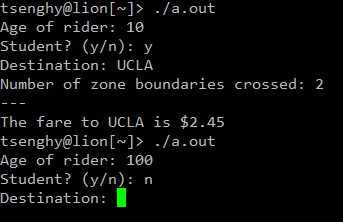 tsenghy@lion[~]> ./a.out
Age of rider: 10
Student? (y/n): y
Destination: UCLA
Number of zone boundaries crossed: 2
---
The fare to UCLA is $2.45
tsenghy@lion[~]> ./a.out
Age of rider: 100
Student? (y/n): n
Destination: